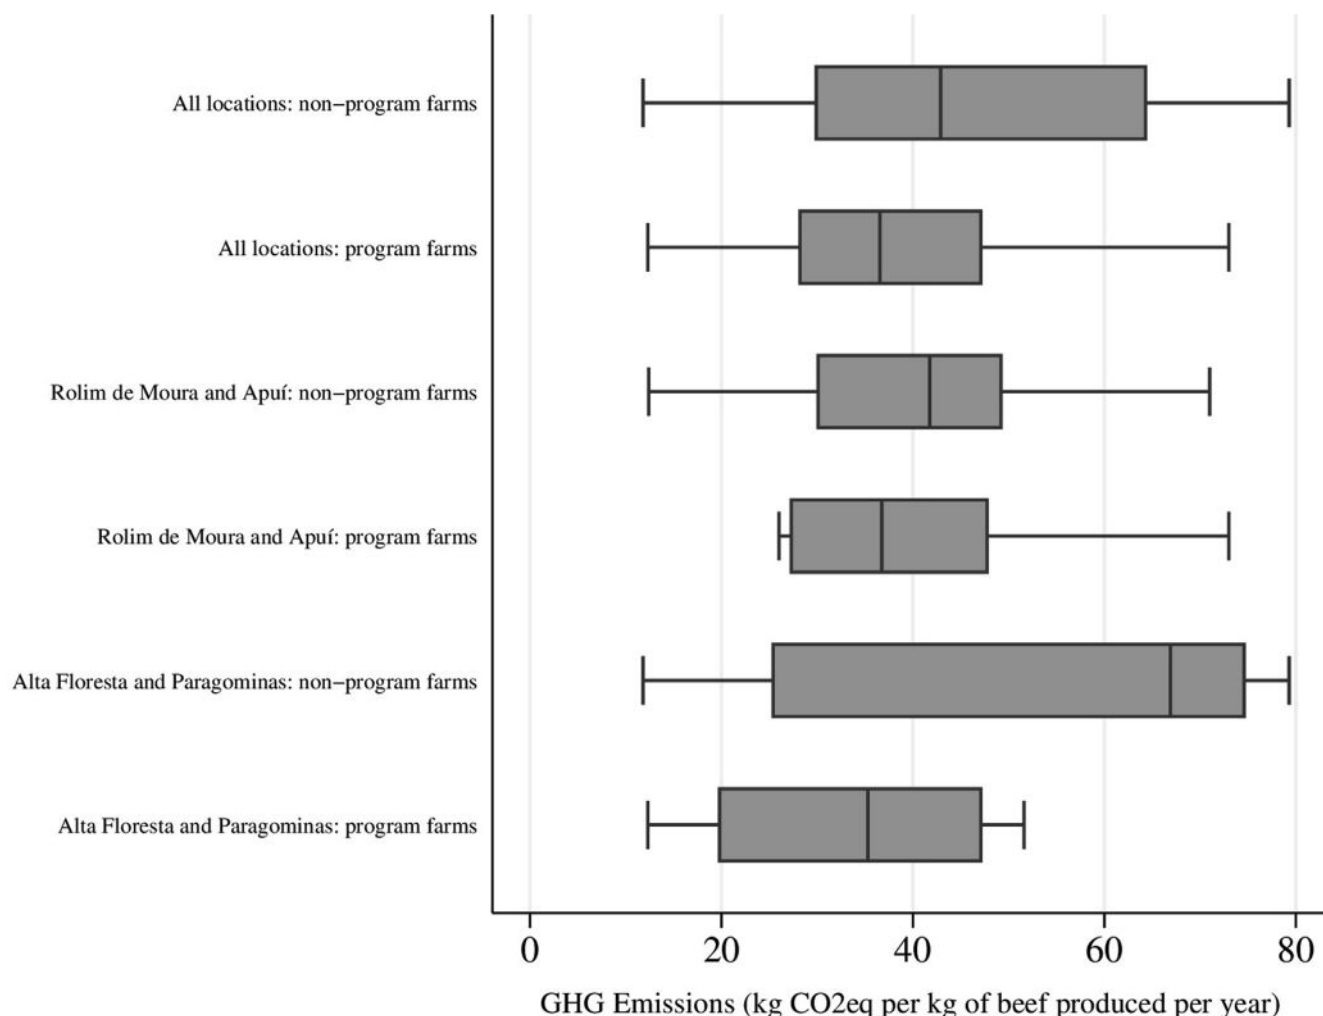 All locations: non−program farms
All locations: program farms
Rolim de Moura and Apuí: non−program farms
Rolim de Moura and Apuí: program farms
Alta Floresta and Paragominas: non−program farms
Alta Floresta and Paragominas: program farms
0 20 40 60 80
GHG Emissions (kg CO2eq per kg of beef produced per year)